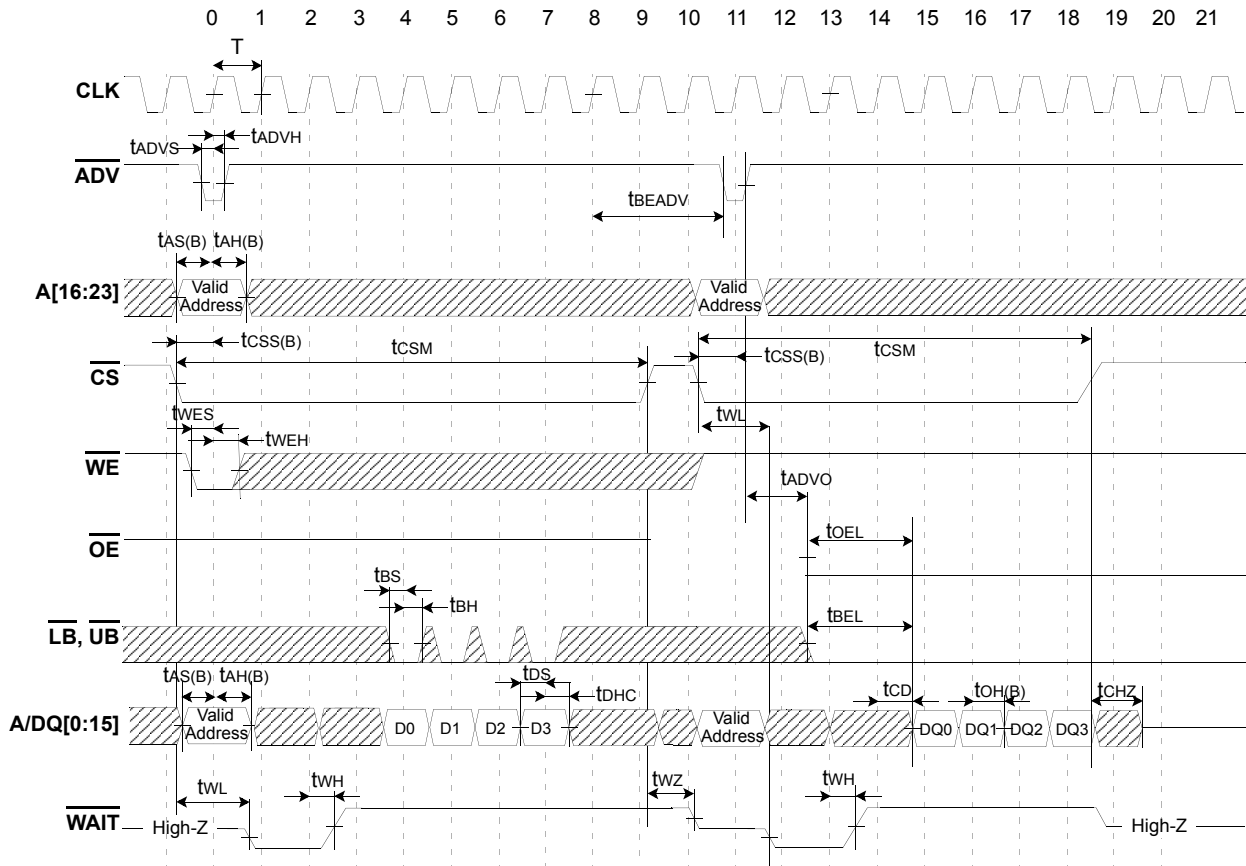 0 1 2 3 4 5 6 7 8 9 10 11 12 13 14 15 16 17 18 19 20 21
T
CLK
tADVS tADVH
ADV
tBEADV
tAS(B) tAH(B)
A[16:23] Valid Address Valid Address
tCSS(B) tCSM tCSS(B) tCSM
CS
tWES tWEH tWL
WE
tADVO
OE tOEL
tBS tBH tBEL
LB, UB
tAS(B) tAH(B) tDS tDHC tCD tOH(B) tCHZ
A/DQ[0:15] Valid Address D0 D1 D2 D3 Valid Address DQ0 DQ1 DQ2 DQ3
tWL tWH tWZ tWH
WAIT High-Z High-Z